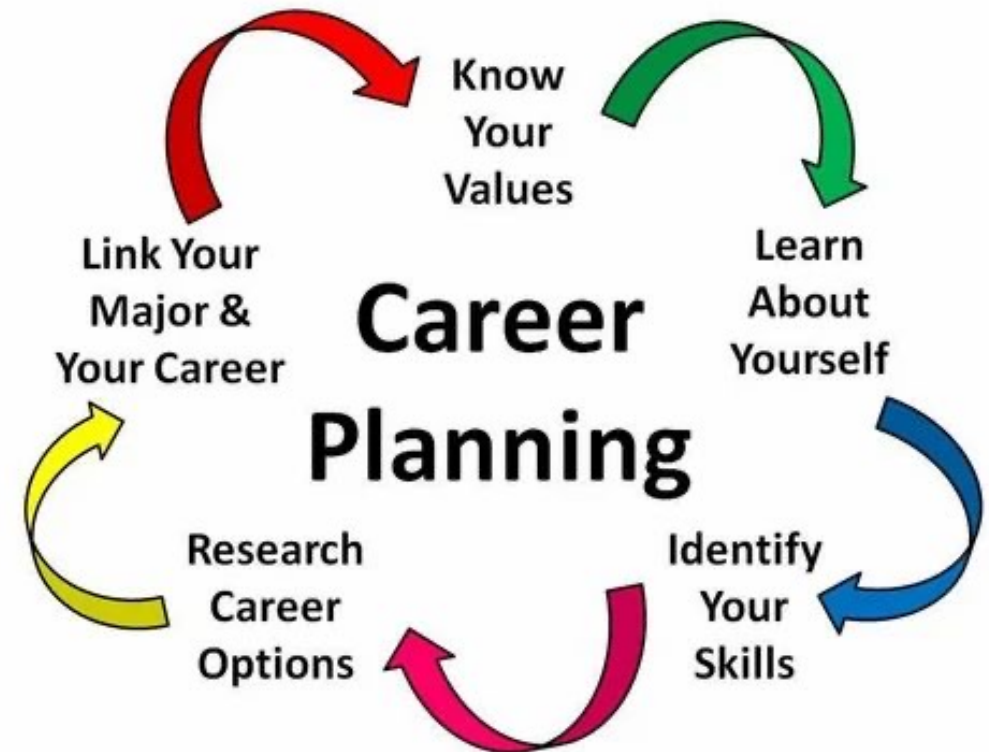 Know
Your
Values
Learn
About
Yourself
Identify
Your
Skills
Research
Career
Options
Link Your
Major &
Your Career
Career
Planning